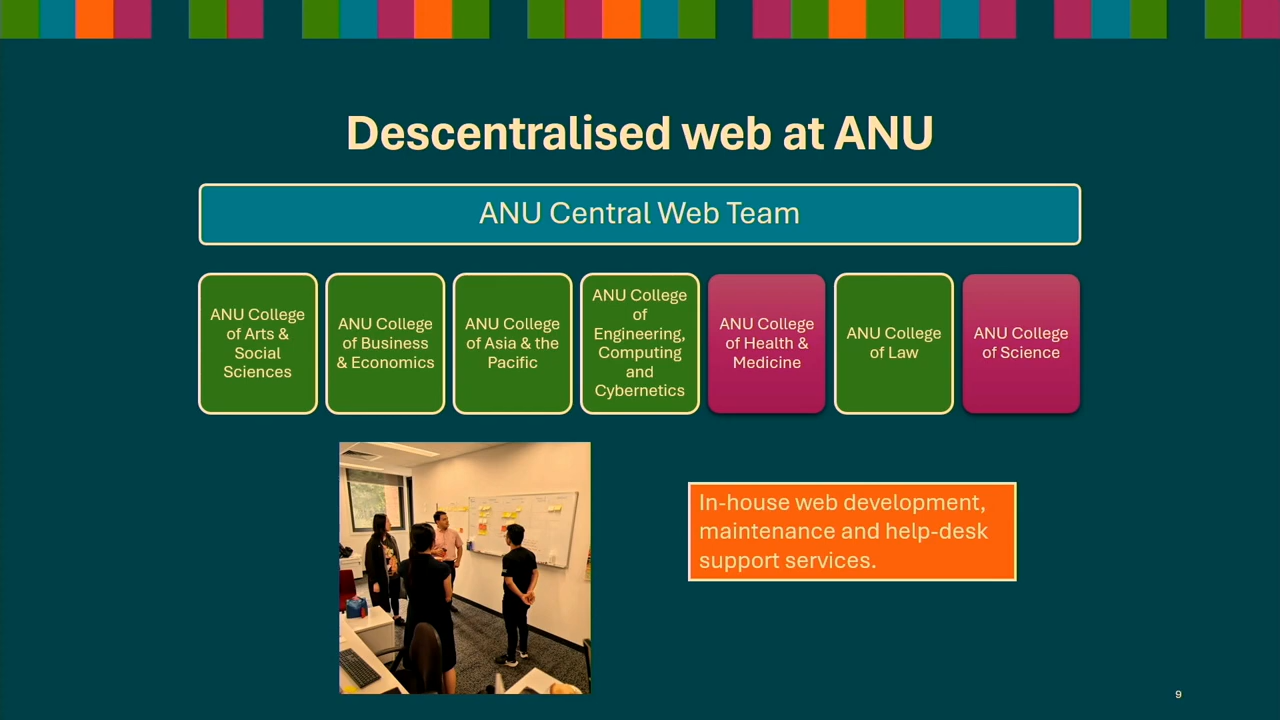 Descentralised web at ANU
ANU Central Web Team
ANU College
of Arts &
Social
Sciences
ANU College
of Business
& Economics
ANU College
of Asia & the
Pacific
ANU College
of
Engineering,
Computing
and
Cybernetics
ANU College
of Health &
Medicine
ANU College
of Law
ANU College
of Science
In-house web development,
maintenance and help-desk
support services.
9